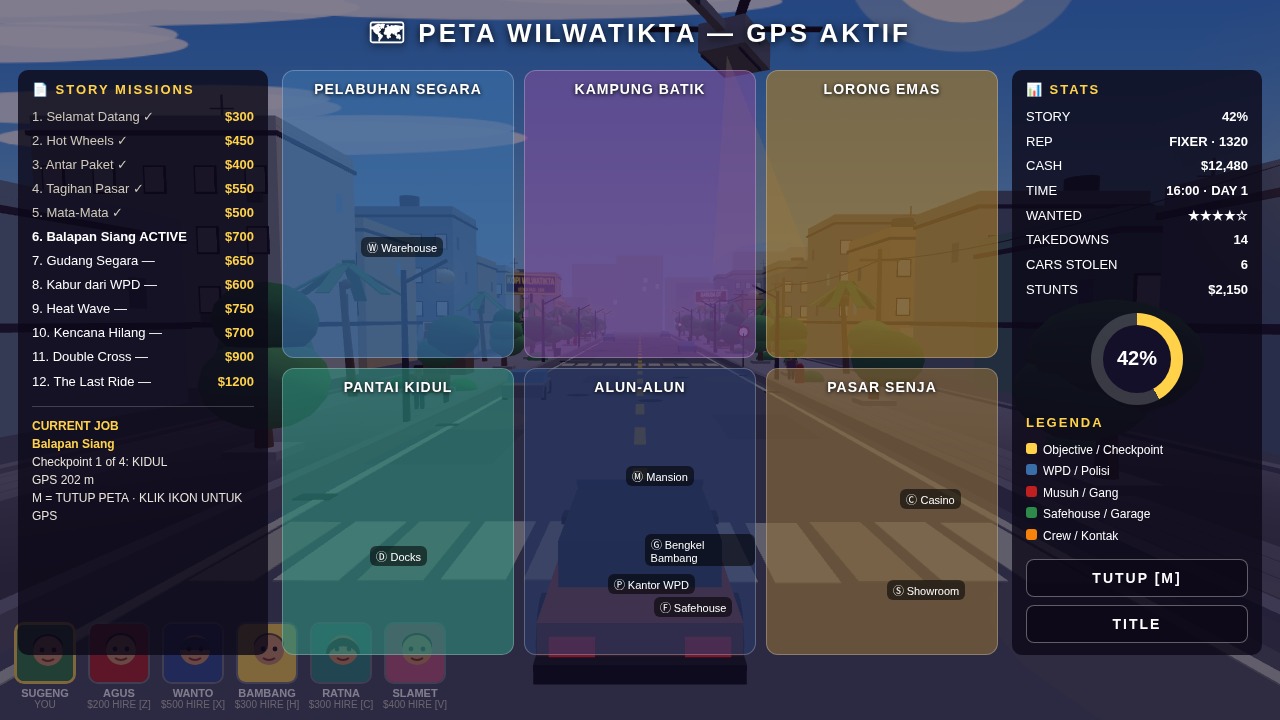 🗺 PETA WILWATIKTA — GPS AKTIF
📄 STORY MISSIONS
1. Selamat Datang ✓ $300
2. Hot Wheels ✓ $450
3. Antar Paket ✓ $400
4. Tagihan Pasar ✓ $550
5. Mata-Mata ✓ $500
6. Balapan Siang ACTIVE $700
7. Gudang Segara — $650
8. Kabur dari WPD — $600
9. Heat Wave — $750
10. Kencana Hilang — $700
11. Double Cross — $900
12. The Last Ride — $1200
CURRENT JOB
Balapan Siang
Checkpoint 1 of 4: KIDUL
GPS 202 m
M = TUTUP PETA · KLIK IKON UNTUK
GPS
PELABUHAN SEGARA
Ⓦ Warehouse
KAMPUNG BATIK
LORONG EMAS
PANTAI KIDUL
Ⓓ Docks
ALUN-ALUN
Ⓜ Mansion
Ⓖ Bengkel
Bambang
Ⓟ Kantor WPD
Ⓕ Safehouse
PASAR SENJA
Ⓒ Casino
Ⓢ Showroom
📊 STATS
STORY 42%
REP FIXER · 1320
CASH $12,480
TIME 16:00 · DAY 1
WANTED ★★★★☆
TAKEDOWNS 14
CARS STOLEN 6
STUNTS $2,150
42%
LEGENDA
Objective / Checkpoint
WPD / Polisi
Musuh / Gang
Safehouse / Garage
Crew / Kontak
TUTUP [M]
TITLE
SUGENG
YOU
AGUS
$200 HIRE [Z]
WANTO
$500 HIRE [X]
BAMBANG
$300 HIRE [H]
RATNA
$300 HIRE [C]
SLAMET
$400 HIRE [V]